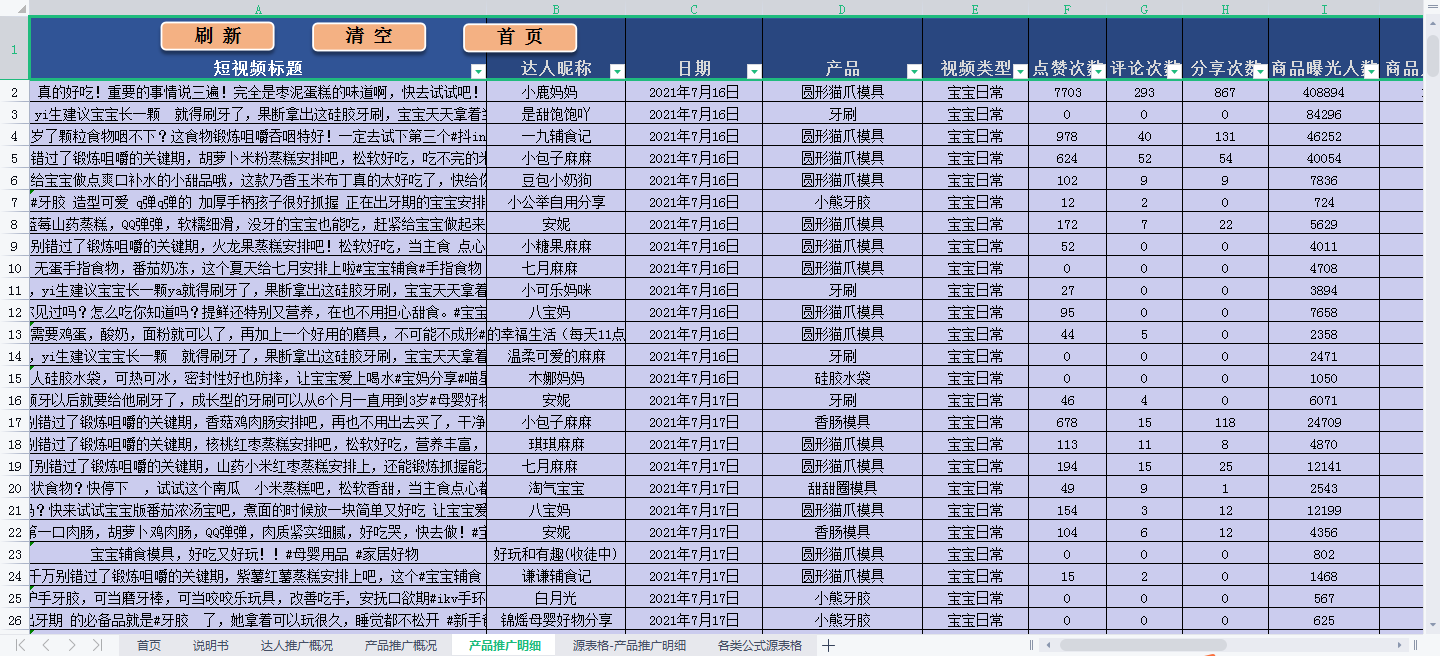 A B C D E F G H I
刷 新 清 空 首 页
1 短视频标题 达人昵称 日期 产品 视频类型 点赞次数 评论次数 分享次数 商品曝光人数 商品
2 真的好吃！重要的事情说三遍！完全是枣泥蛋糕的味道啊，快去试试吧！ 小鹿妈妈 2021年7月16日 圆形猫爪模具 宝宝日常 7703 293 867 408894
3 yi生建议宝宝长一颗 就得刷牙了，果断拿出这硅胶牙刷，宝宝天天拿着 是甜饱饱吖 2021年7月16日 牙刷 宝宝日常 0 0 0 84296
4 岁了颗粒食物咽不下？这食物锻炼咀嚼吞咽特好！一定去试下第三个#抖in 一九辅食记 2021年7月16日 圆形猫爪模具 宝宝日常 978 40 131 46252
5 错过了锻炼咀嚼的关键期，胡萝卜米粉蒸糕安排吧，松软好吃，吃不完的 小包子麻麻 2021年7月16日 圆形猫爪模具 宝宝日常 624 52 54 40054
6 给宝宝做点爽口补水的小甜品哦，这款乃香玉米布丁真的太好吃了，快给你 豆包小奶狗 2021年7月16日 圆形猫爪模具 宝宝日常 102 9 9 7836
7 #牙胶 造型可爱 q弹q弹的 加厚手柄孩子很好抓握 正在出牙期的宝宝安排 小公举自用分享 2021年7月16日 小熊牙胶 宝宝日常 12 2 0 724
8 蓝莓山药蒸糕，QQ弹弹，软糯细滑，没牙的宝宝也能吃，赶紧给宝宝做起来 安妮 2021年7月16日 圆形猫爪模具 宝宝日常 172 7 22 5629
9 别错过了锻炼咀嚼的关键期，火龙果蒸糕安排吧！松软好吃，当主食 点心 小糖果麻麻 2021年7月16日 圆形猫爪模具 宝宝日常 52 0 0 4011
10 无蛋手指食物，番茄奶冻，这个夏天给七月安排上啦#宝宝辅食#手指食物 七月麻麻 2021年7月16日 圆形猫爪模具 宝宝日常 0 0 0 4708
11 ，yi生建议宝宝长一颗ya就得刷牙了，果断拿出这硅胶牙刷，宝宝天天拿着 小可乐妈咪 2021年7月16日 牙刷 宝宝日常 27 0 0 3894
12 你见过吗？怎么吃你知道吗？提鲜还特别又营养，在也不用担心甜食。#宝宝 八宝妈 2021年7月16日 圆形猫爪模具 宝宝日常 95 0 0 7658
13 需要鸡蛋，酸奶，面粉就可以了，再加上一个好用的磨具，不可能不成形# 的幸福生活（每天11点 2021年7月16日 圆形猫爪模具 宝宝日常 44 5 0 2358
14 ，yi生建议宝宝长一颗 就得刷牙了，果断拿出这硅胶牙刷，宝宝天天拿着 温柔可爱的麻麻 2021年7月16日 牙刷 宝宝日常 0 0 0 2471
15 人硅胶水袋，可热可冰，密封性好也防摔，让宝宝爱上喝水#宝妈分享#喵星 木娜妈妈 2021年7月16日 硅胶水袋 宝宝日常 0 0 0 1050
16 颗牙以后就要给他刷牙了，成长型的牙刷可以从6个月一直用到3岁#母婴好物 安妮 2021年7月16日 牙刷 宝宝日常 46 4 0 6071
17 别错过了锻炼咀嚼的关键期，香菇鸡肉肠安排吧，再也不用出去买了，干净 小包子麻麻 2021年7月17日 香肠模具 宝宝日常 678 15 118 24709
18 别错过了锻炼咀嚼的关键期，核桃红枣蒸糕安排吧，松软好吃，营养丰富， 琪琪麻麻 2021年7月17日 圆形猫爪模具 宝宝日常 113 11 8 4870
19 别错过了锻炼咀嚼的关键期，山药小米红枣蒸糕安排上，还能锻炼抓握能 七月麻麻 2021年7月17日 圆形猫爪模具 宝宝日常 194 15 25 12141
20 状食物？快停下 ，试试这个南瓜 小米蒸糕吧，松软香甜，当主食点心都 淘气宝宝 2021年7月17日 甜甜圈模具 宝宝日常 49 9 1 2543
21 吗？快来试试宝宝版番茄浓汤宝吧，煮面的时候放一块简单又好吃 让宝宝爱 八宝妈 2021年7月17日 圆形猫爪模具 宝宝日常 154 3 12 12199
22 第一口肉肠，胡萝卜鸡肉肠，QQ弹弹，肉质紧实细腻，好吃哭，快去做！#宝 安妮 2021年7月17日 香肠模具 宝宝日常 104 6 12 4356
23 宝宝辅食模具，好吃又好玩！！#母婴用品 #家居好物 好玩和有趣(收徒中) 2021年7月17日 圆形猫爪模具 宝宝日常 0 0 0 802
24 千万别错过了锻炼咀嚼的关键期，紫薯红薯蒸糕安排上吧，这个#宝宝辅食 谦谦辅食记 2021年7月17日 圆形猫爪模具 宝宝日常 15 2 0 1468
25 护手牙胶，可当磨牙棒，可当咬咬乐玩具，改善吃手，安抚口欲期#ikv手环 白月光 2021年7月17日 小熊牙胶 宝宝日常 0 0 0 567
26 出牙期 的必备品就是#牙胶 了，她拿着可以玩很久，睡觉都不松开 #新手 锦煜母婴好物分享 2021年7月17日 小熊牙胶 宝宝日常 0 0 0 625
首页 说明书 达人推广概况 产品推广概况 产品推广明细 源表格-产品推广明细 各类公式源表格